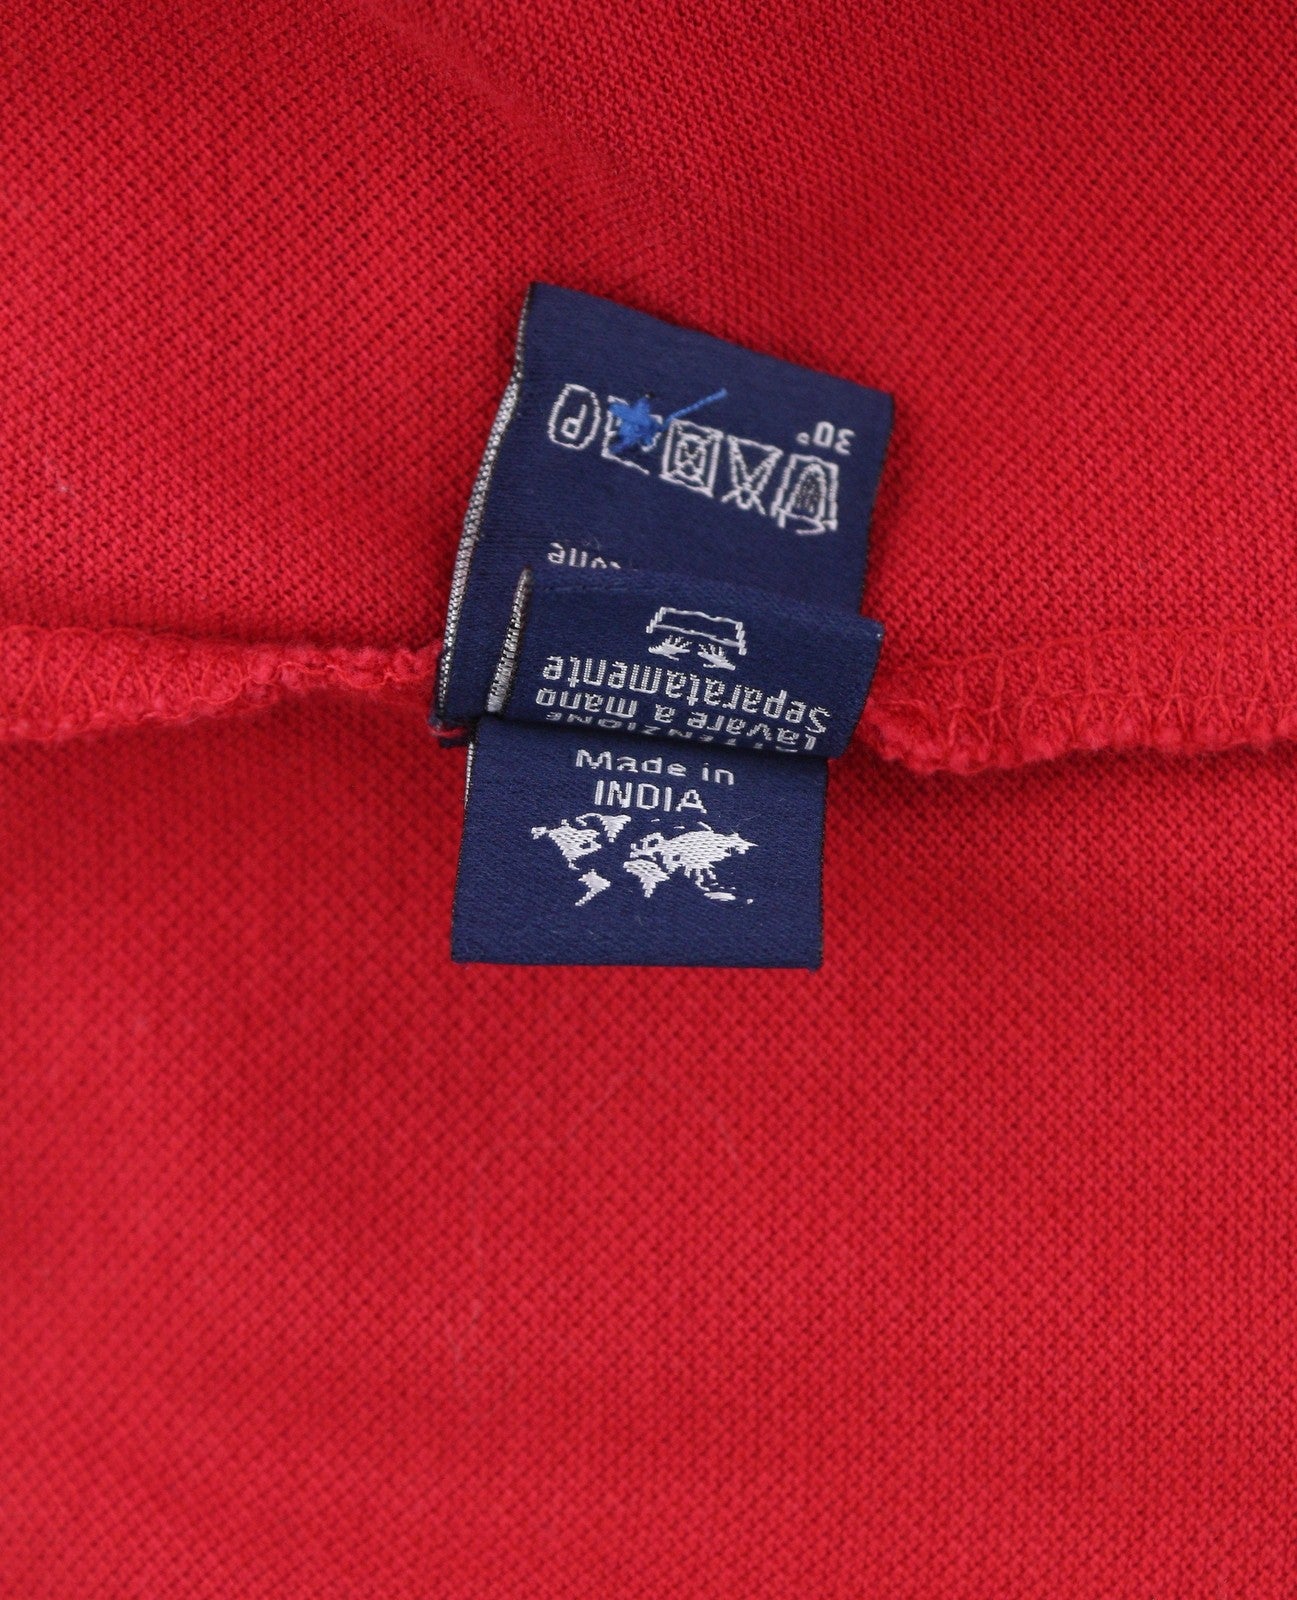 30°
P
Separatamente
Lavare a mano
ATTENZIONE
Made in
INDIA